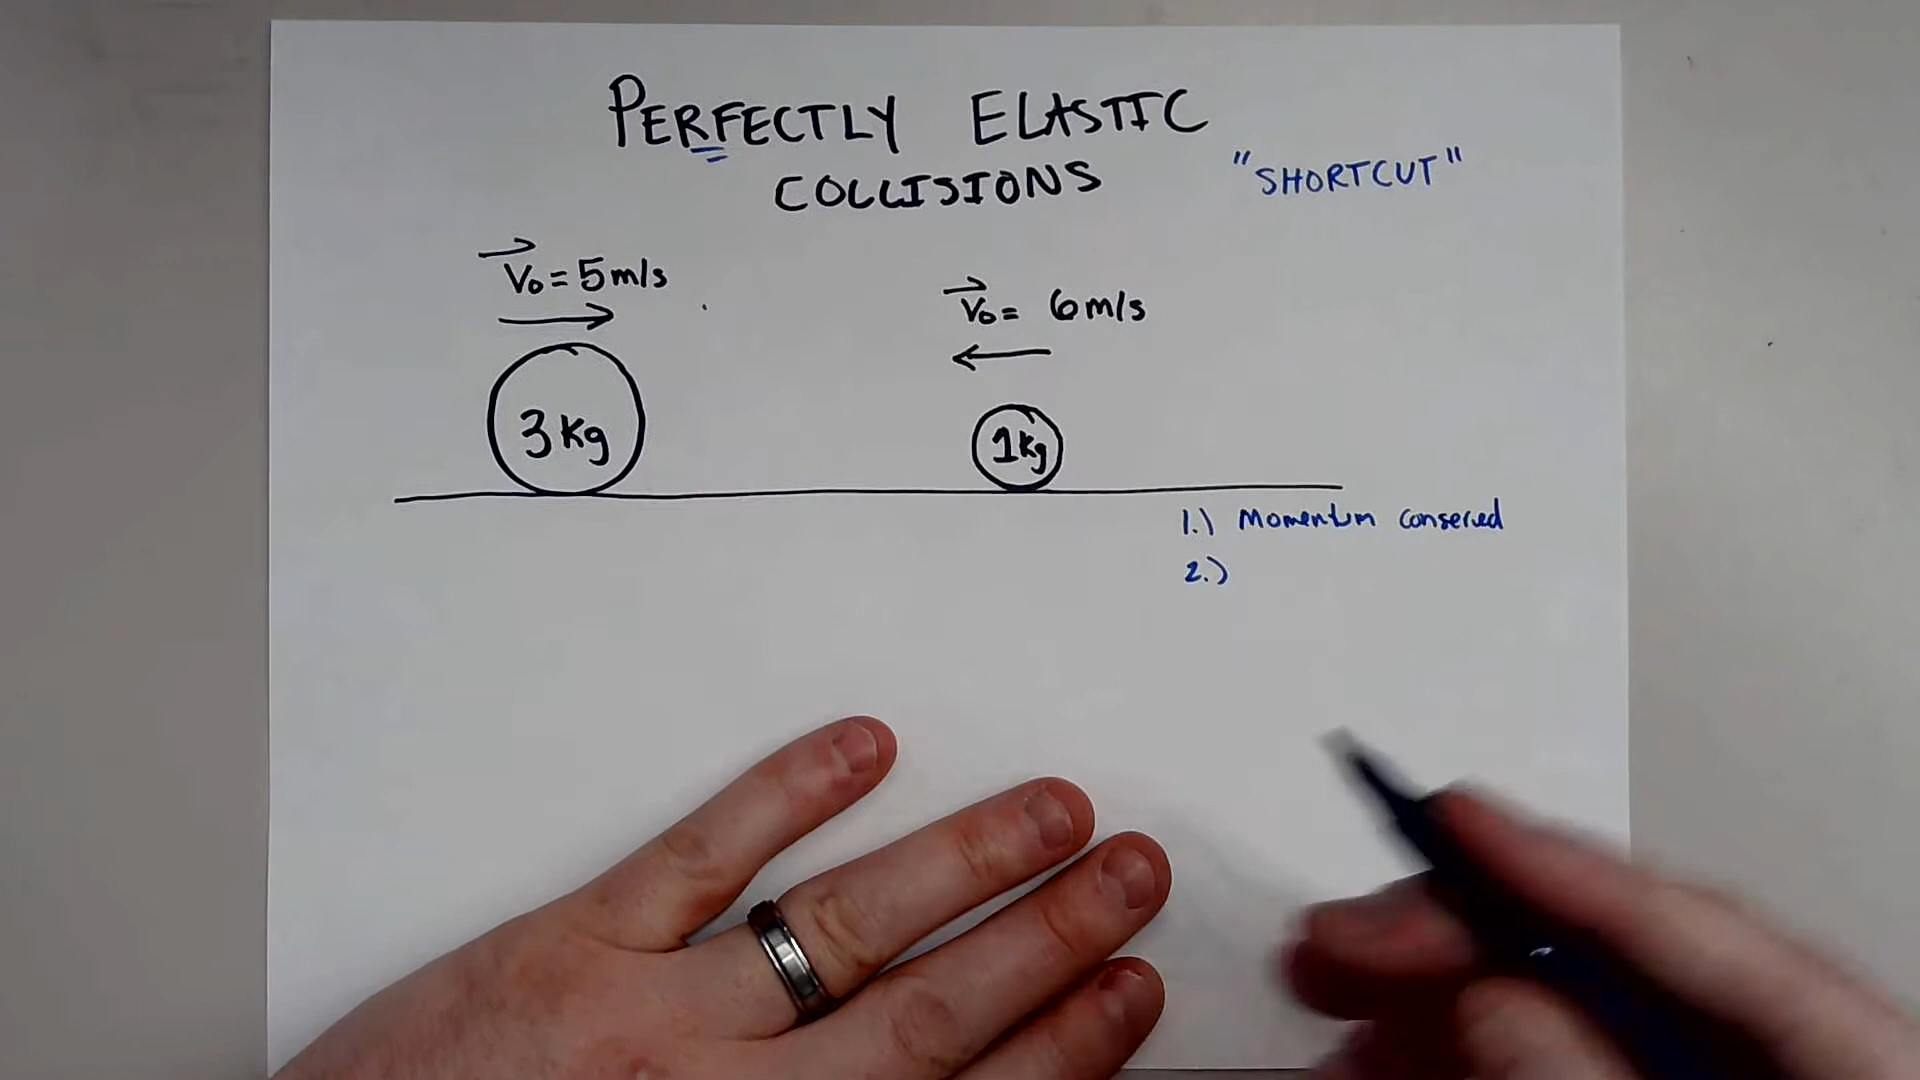 PERFECTLY ELASTIC
COLLISIONS
"SHORTCUT"
V₀ = 5 m/s
V₀ = 6 m/s
3 kg
1 kg
1.) Momentum conserved
2.)